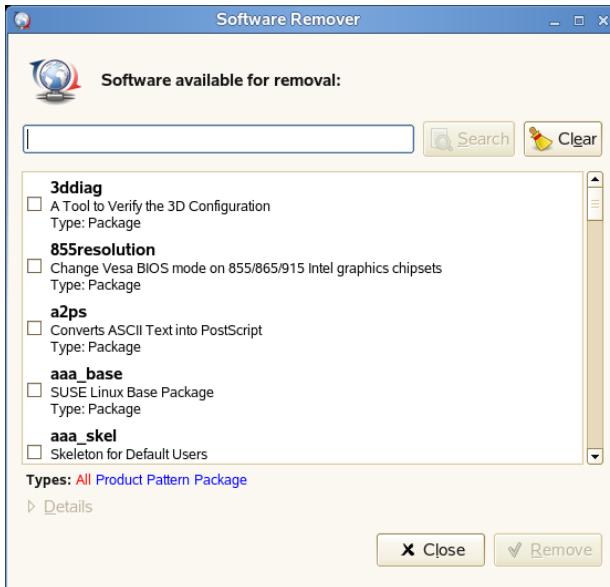 Software Remover
Software available for removal:
Search
Clear
3ddiag
A Tool to Verify the 3D Configuration
Type: Package
855resolution
Change Vesa BIOS mode on 855/865/915 Intel graphics chipsets
Type: Package
a2ps
Converts ASCII Text into PostScript
Type: Package
aaa_base
SUSE Linux Base Package
Type: Package
aaa_skel
Skeleton for Default Users
Types: All Product Pattern Package
Details
Close
Remove